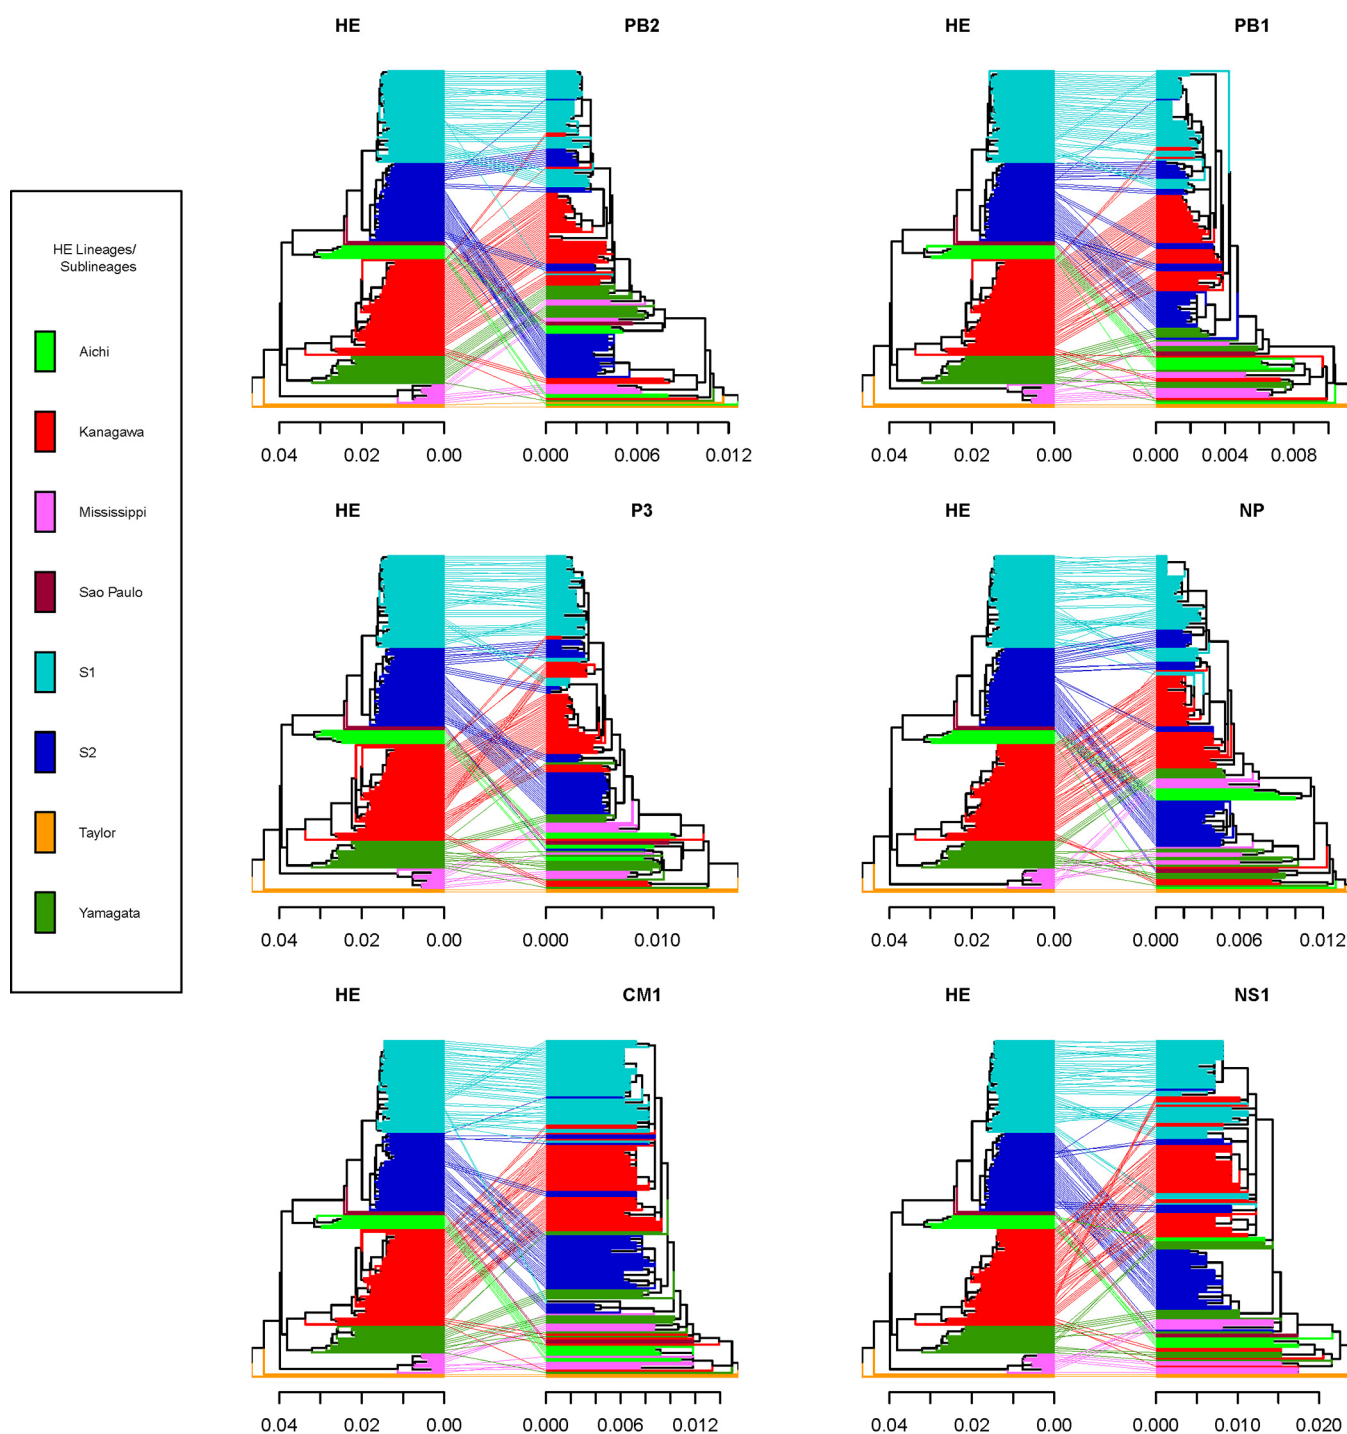 HE PB2 HE PB1
HE Lineages/
Sublineages
Aichi
Kanagawa
Mississippi
Sao Paulo
S1
S2
Taylor
Yamagata
0.04 0.02 0.00 0.000 0.006 0.012 0.04 0.02 0.00 0.000 0.004 0.008
HE P3 HE NP
0.04 0.02 0.00 0.000 0.010 0.04 0.02 0.00 0.000 0.006 0.012
HE CM1 HE NS1
0.04 0.02 0.00 0.000 0.006 0.012 0.04 0.02 0.00 0.000 0.010 0.020